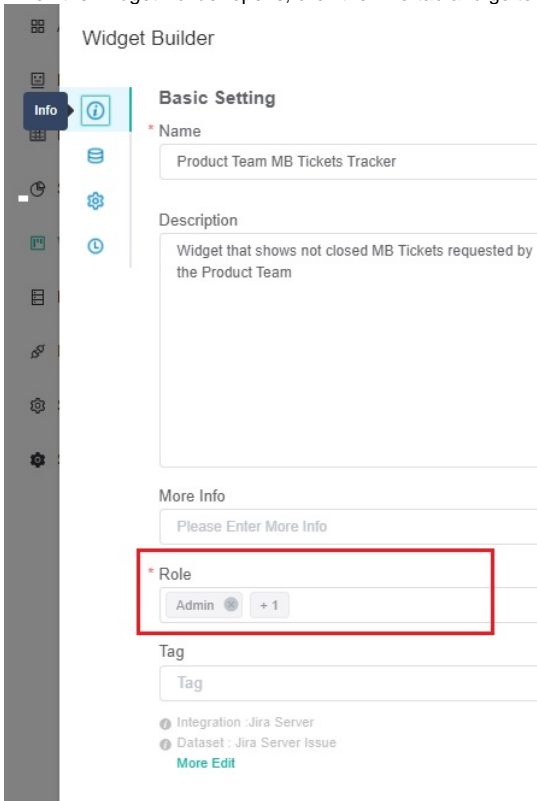 Widget Builder
Info
Basic Setting
* Name
Product Team MB Tickets Tracker
Description
Widget that shows not closed MB Tickets requested by
the Product Team
More Info
Please Enter More Info
* Role
Admin
+ 1
Tag
Tag
Integration :Jira Server
Dataset : Jira Server Issue
More Edit